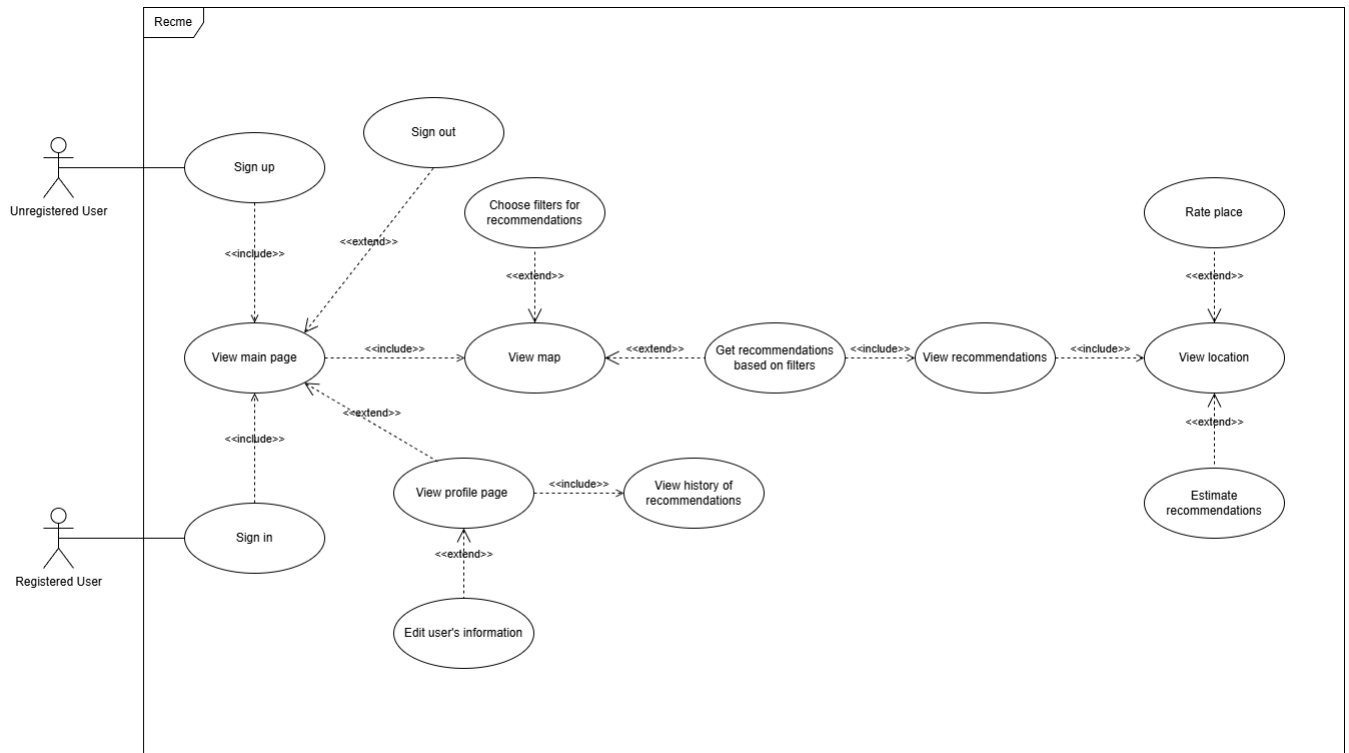 Recme
Sign out
Sign up
Unregistered User
Choose filters for
recommendations
Rate place
<<extend>>
<<include>>
<<extend>>
<<extend>>
View main page
<<include>>
View map
<<extend>>
Get recommendations
based on filters
<<include>>
View recommendations
<<include>>
View location
<<extend>>
<<include>>
<<extend>>
View profile page
<<include>>
View history of
recommendations
Estimate
recommendations
Sign in
Registered User
<<extend>>
Edit user's information